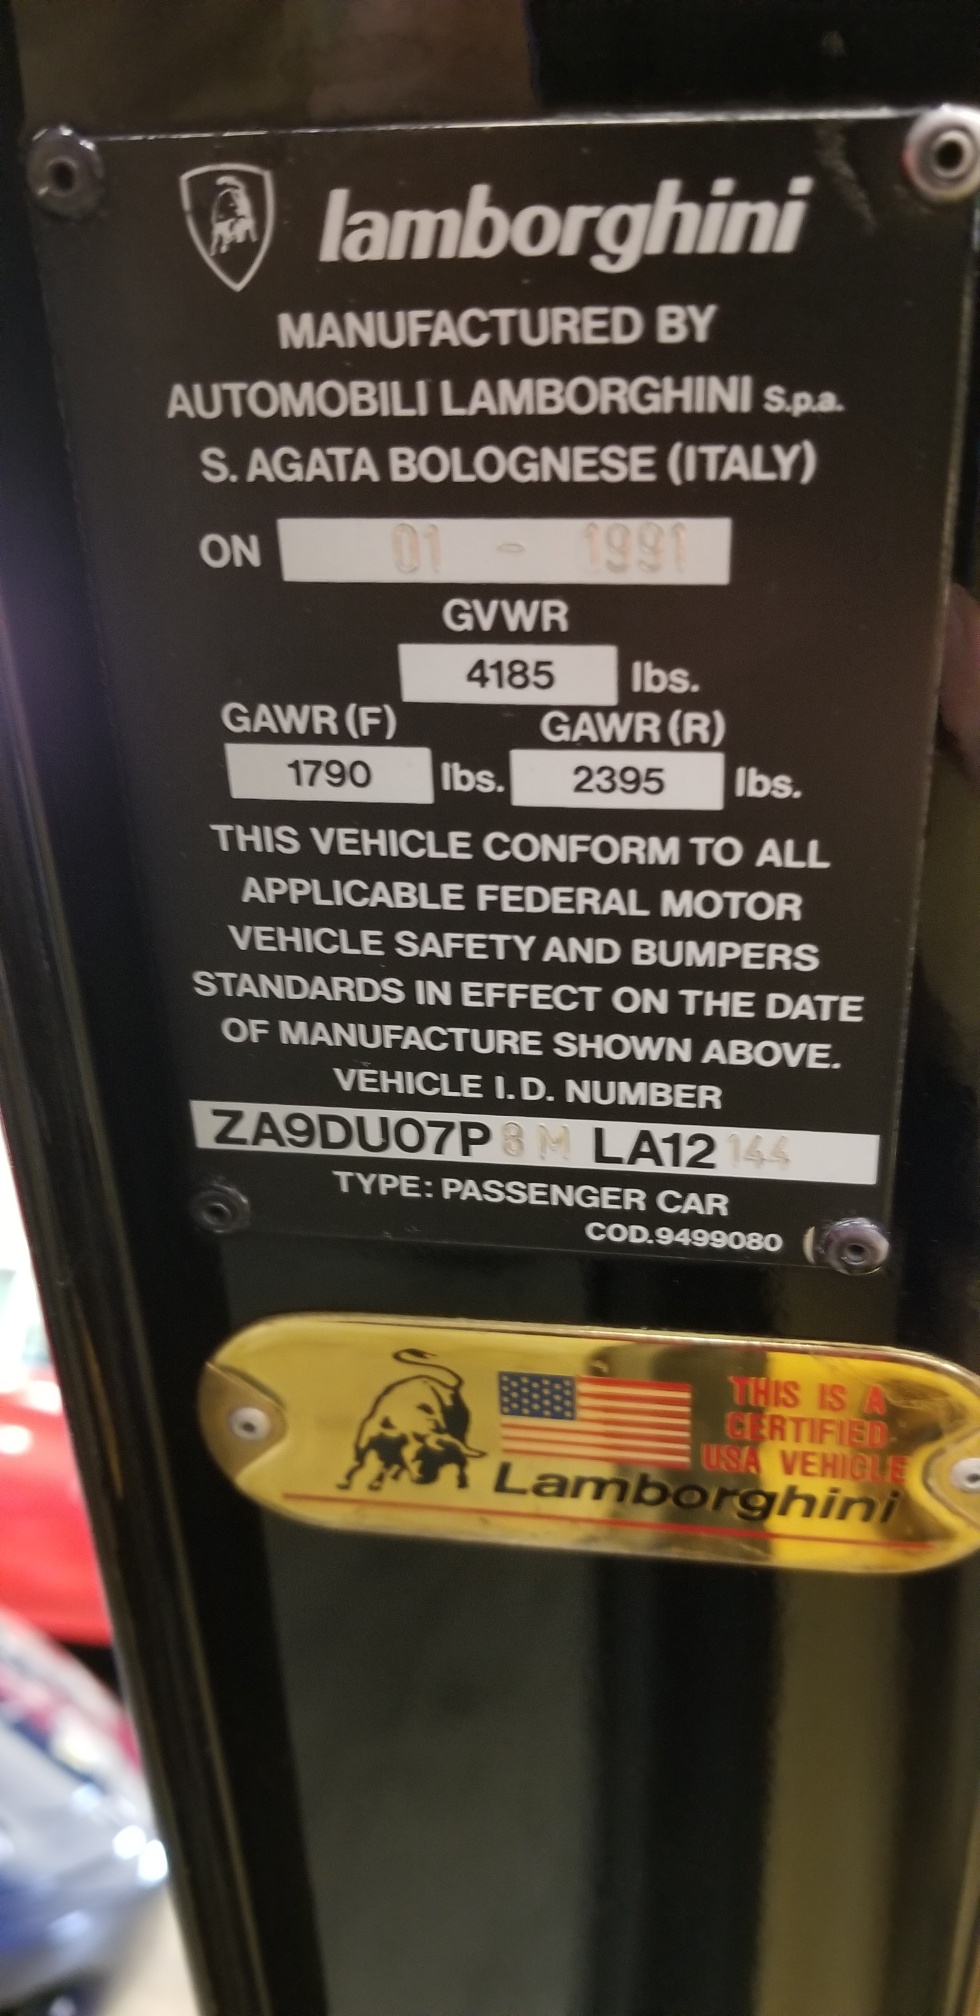 lamborghini
MANUFACTURED BY
AUTOMOBILI LAMBORGHINI S.p.a.
S. AGATA BOLOGNESE (ITALY)
ON 01 - 1991
GVWR
4185 lbs.
GAWR (F) GAWR (R)
1790 lbs. 2395 lbs.
THIS VEHICLE CONFORM TO ALL
APPLICABLE FEDERAL MOTOR
VEHICLE SAFETY AND BUMPERS
STANDARDS IN EFFECT ON THE DATE
OF MANUFACTURE SHOWN ABOVE.
VEHICLE I.D. NUMBER
ZA9DU07P8MLA12144
TYPE: PASSENGER CAR
COD.9499080
THIS IS A
CERTIFIED
USA VEHICLE
Lamborghini